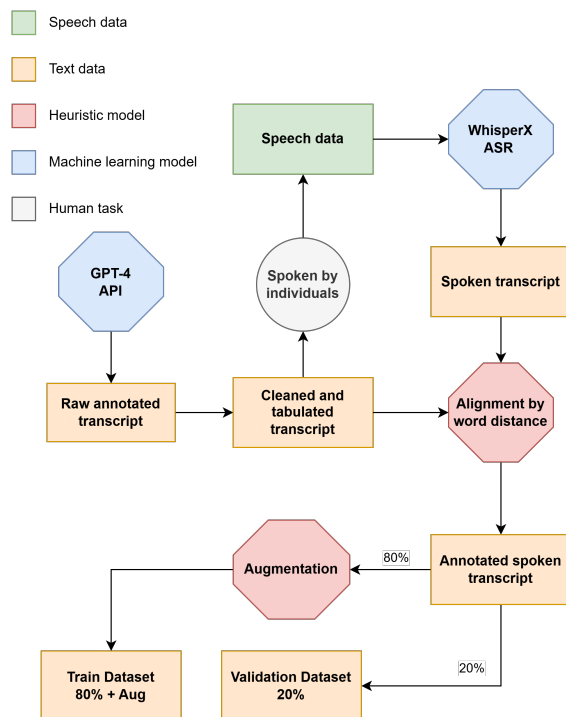 Speech data
Text data
Heuristic model
Machine learning model
Human task
Speech data
WhisperX
ASR
GPT-4
API
Spoken by
individuals
Spoken transcript
Raw annotated
transcript
Cleaned and
tabulated
transcript
Alignment by
word distance
Augmentation
80%
Annotated spoken
transcript
20%
Train Dataset
80% + Aug
Validation Dataset
20%